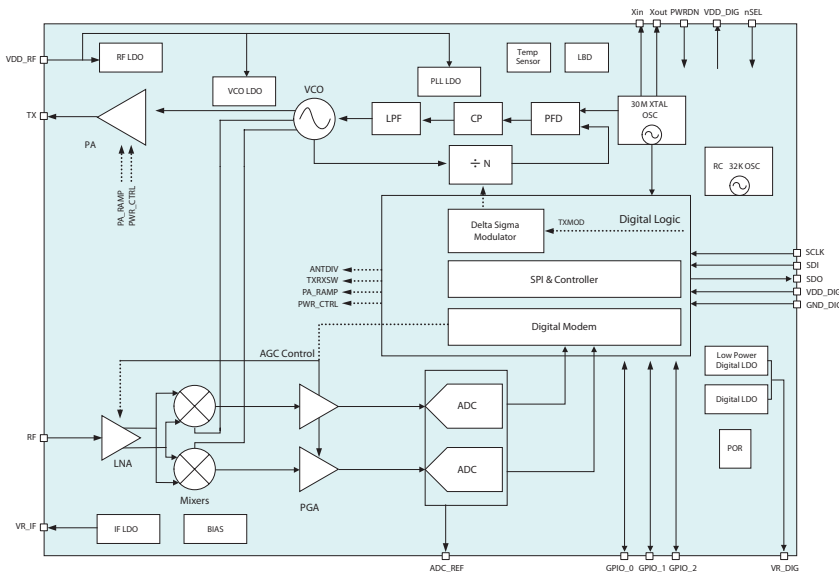 Xin Xout PWRDN VDD_DIG nSEL
VDD_RF
RF LDO
VCO LDO
PLL LDO
Temp
Sensor
LBD
TX
PA
VCO
LPF
CP
PFD
30M XTAL
OSC
÷ N
RC 32K OSC
PA_RAMP
PWR_CTRL
Delta Sigma
Modulator
TXMOD
Digital Logic
SPI & Controller
Digital Modem
ANTDIV
TXRXSW
PA_RAMP
PWR_CTRL
SCLK
SDI
SDO
VDD_DIG
GND_DIG
AGC Control
Low Power
Digital LDO
Digital LDO
POR
RF
LNA
Mixers
PGA
ADC
ADC
VR_IF
IF LDO
BIAS
ADC_REF
GPIO_0 GPIO_1 GPIO_2
VR_DIG